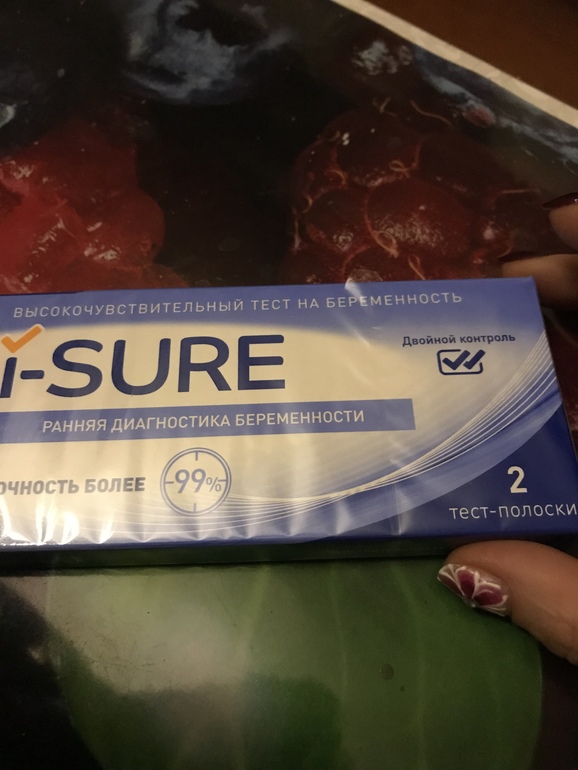 ВЫСОКОЧУВСТВИТЕЛЬНЫЙ ТЕСТ НА БЕРЕМЕННОСТЬ
i-SURE
Двойной контроль
РАННЯЯ ДИАГНОСТИКА БЕРЕМЕННОСТИ
ОЧНОСТЬ БОЛЕЕ 99%
2
тест-полоски